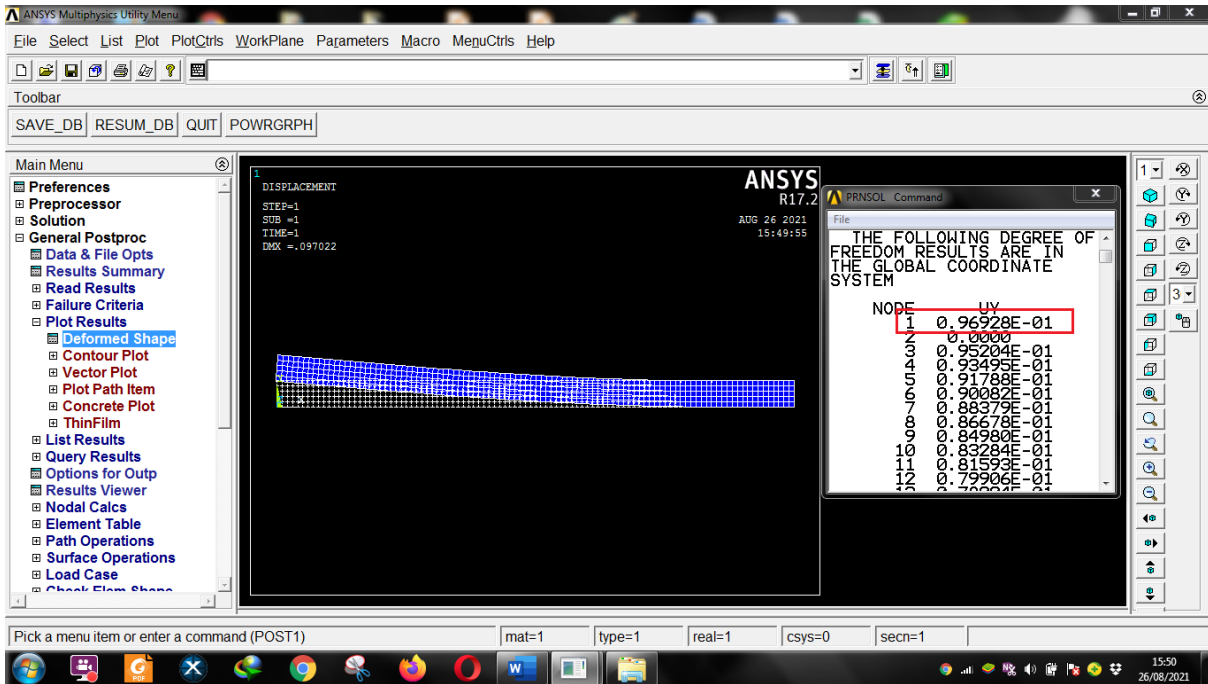 ANSYS Multiphysics Utility Menu
File Select List Plot PlotCtrls WorkPlane Parameters Macro MenuCtrls Help
Toolbar
SAVE_DB RESUM_DB QUIT POWRGRPH
Main Menu
Preferences
Preprocessor
Solution
General Postproc
Data & File Opts
Results Summary
Read Results
Failure Criteria
Plot Results
Deformed Shape
Contour Plot
Vector Plot
Plot Path Item
Concrete Plot
ThinFilm
List Results
Query Results
Options for Outp
Results Viewer
Nodal Calcs
Element Table
Path Operations
Surface Operations
Load Case
Check Elem Shape
1
DISPLACEMENT
STEP=1
SUB =1
TIME=1
DMX =.097022
ANSYS
R17.2
AUG 26 2021
15:49:55
X
PRNSOL Command
File
THE FOLLOWING DEGREE OF
FREEDOM RESULTS ARE IN
THE GLOBAL COORDINATE
SYSTEM
NODE UY
1 0.96928E-01
2 0.0000
3 0.95204E-01
4 0.93495E-01
5 0.91788E-01
6 0.90082E-01
7 0.88379E-01
8 0.86678E-01
9 0.84980E-01
10 0.83284E-01
11 0.81593E-01
12 0.79906E-01
1
3
Pick a menu item or enter a command (POST1) mat=1 type=1 real=1 csys=0 secn=1
15:50
26/08/2021